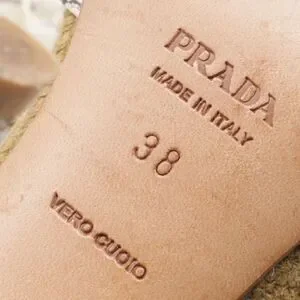 PRADA
MADE IN ITALY
38
VERO CUOIO